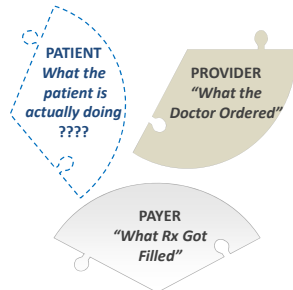 PATIENT
What the
patient is
actually doing
????
PROVIDER
“What the
Doctor Ordered”
PAYER
“What Rx Got
Filled”